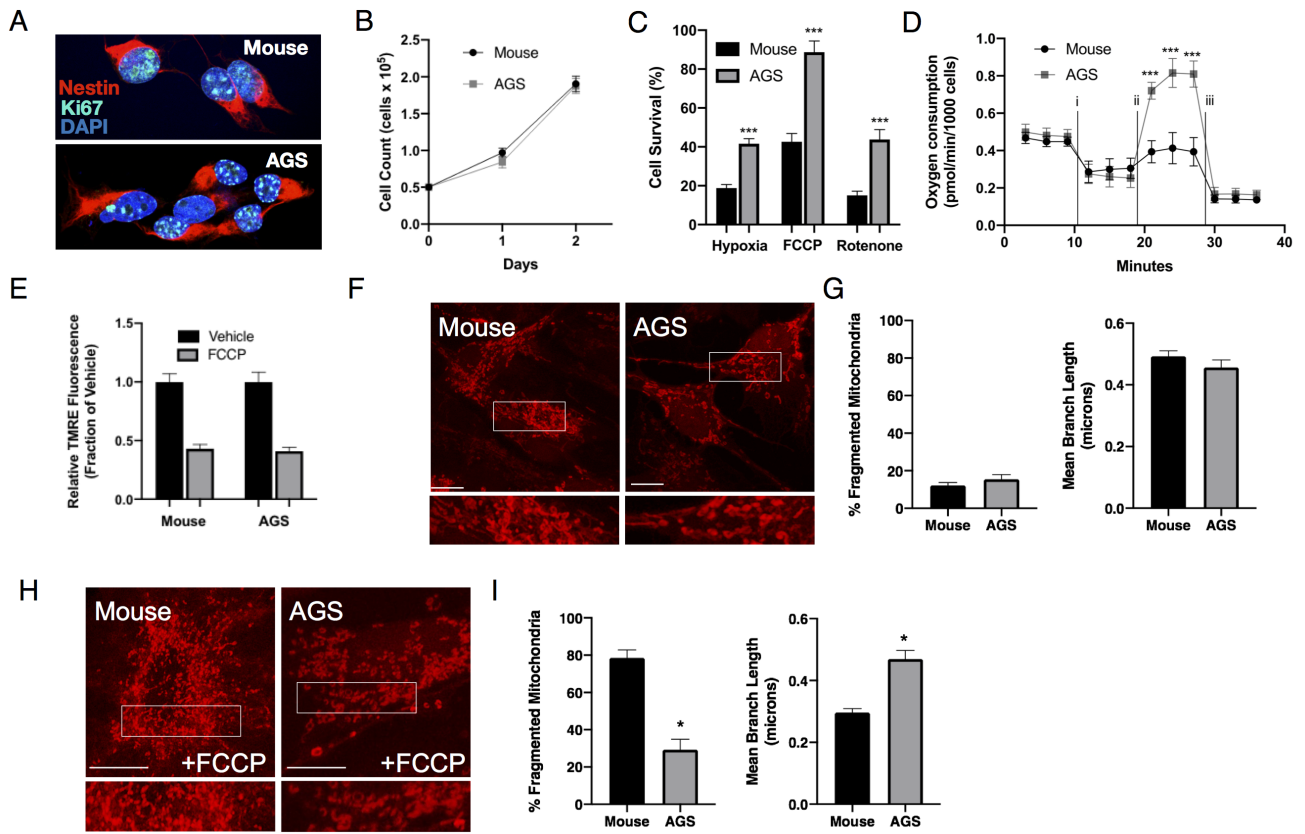 A
Mouse
Nestin
Ki67
DAPI
AGS
B
Cell Count (cells x 10⁵)
2.5
2.0
1.5
1.0
0.5
0.0
Mouse
AGS
0
1
2
Days
C
Cell Survival (%)
100
80
60
40
20
0
Mouse
AGS
***
***
***
Hypoxia
FCCP
Rotenone
D
Oxygen consumption
(pmol/min/1000 cells)
1.0
0.8
0.6
0.4
0.2
0.0
Mouse
AGS
i
ii
iii
*** *** ***
0
10
20
30
40
Minutes
E
Relative TMRE Fluorescence
(Fraction of Vehicle)
1.5
1.0
0.5
0.0
Vehicle
FCCP
Mouse
AGS
F
Mouse
AGS
G
% Fragmented Mitochondria
100
80
60
40
20
0
Mouse
AGS
Mean Branch Length
(microns)
0.6
0.4
0.2
0.0
Mouse
AGS
H
Mouse
+FCCP
AGS
+FCCP
I
% Fragmented Mitochondria
100
80
60
40
20
0
*
Mouse
AGS
Mean Branch Length
(microns)
0.6
0.4
0.2
0.0
*
Mouse
AGS